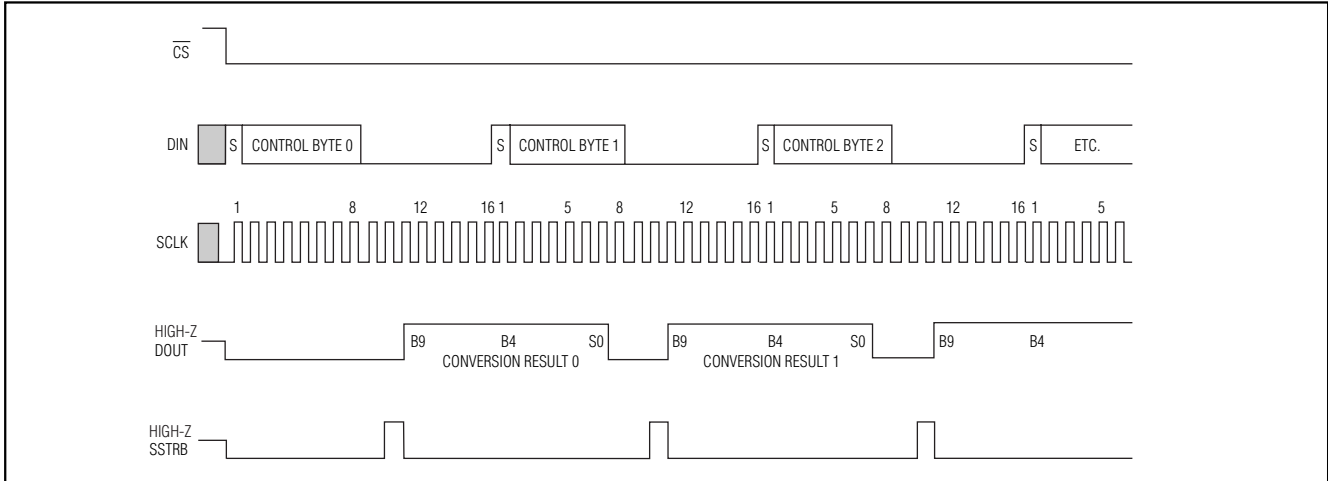 CS
DIN
S CONTROL BYTE 0 S CONTROL BYTE 1 S CONTROL BYTE 2 S ETC.
1 8 12 16 1 5 8 12 16 1 5 8 12 16 1 5
SCLK
HIGH-Z
DOUT
B9 B4 S0 B9 B4 S0 B9 B4
CONVERSION RESULT 0 CONVERSION RESULT 1
HIGH-Z
SSTRB